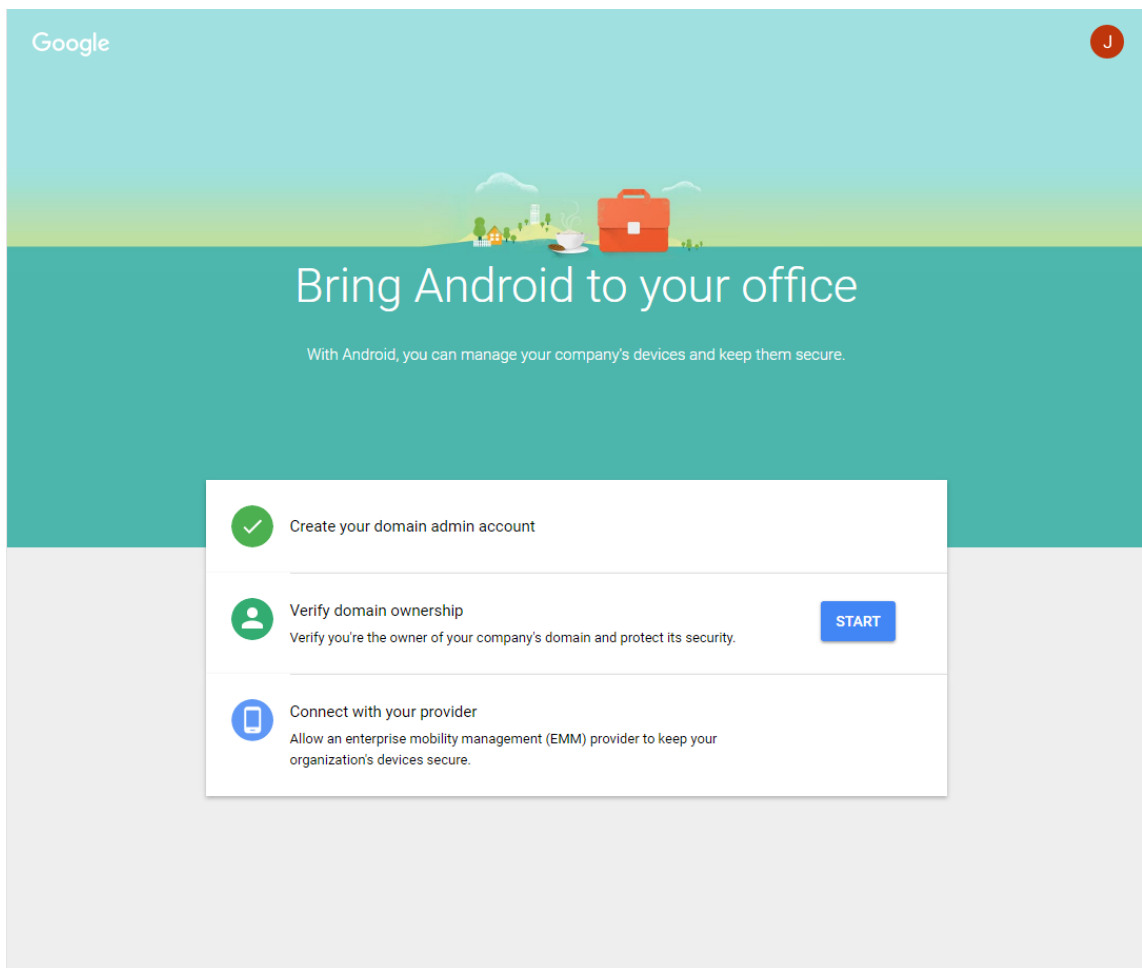 Google
J
Bring Android to your office
With Android, you can manage your company's devices and keep them secure.
Create your domain admin account
Verify domain ownership
Verify you're the owner of your company's domain and protect its security.
START
Connect with your provider
Allow an enterprise mobility management (EMM) provider to keep your
organization's devices secure.